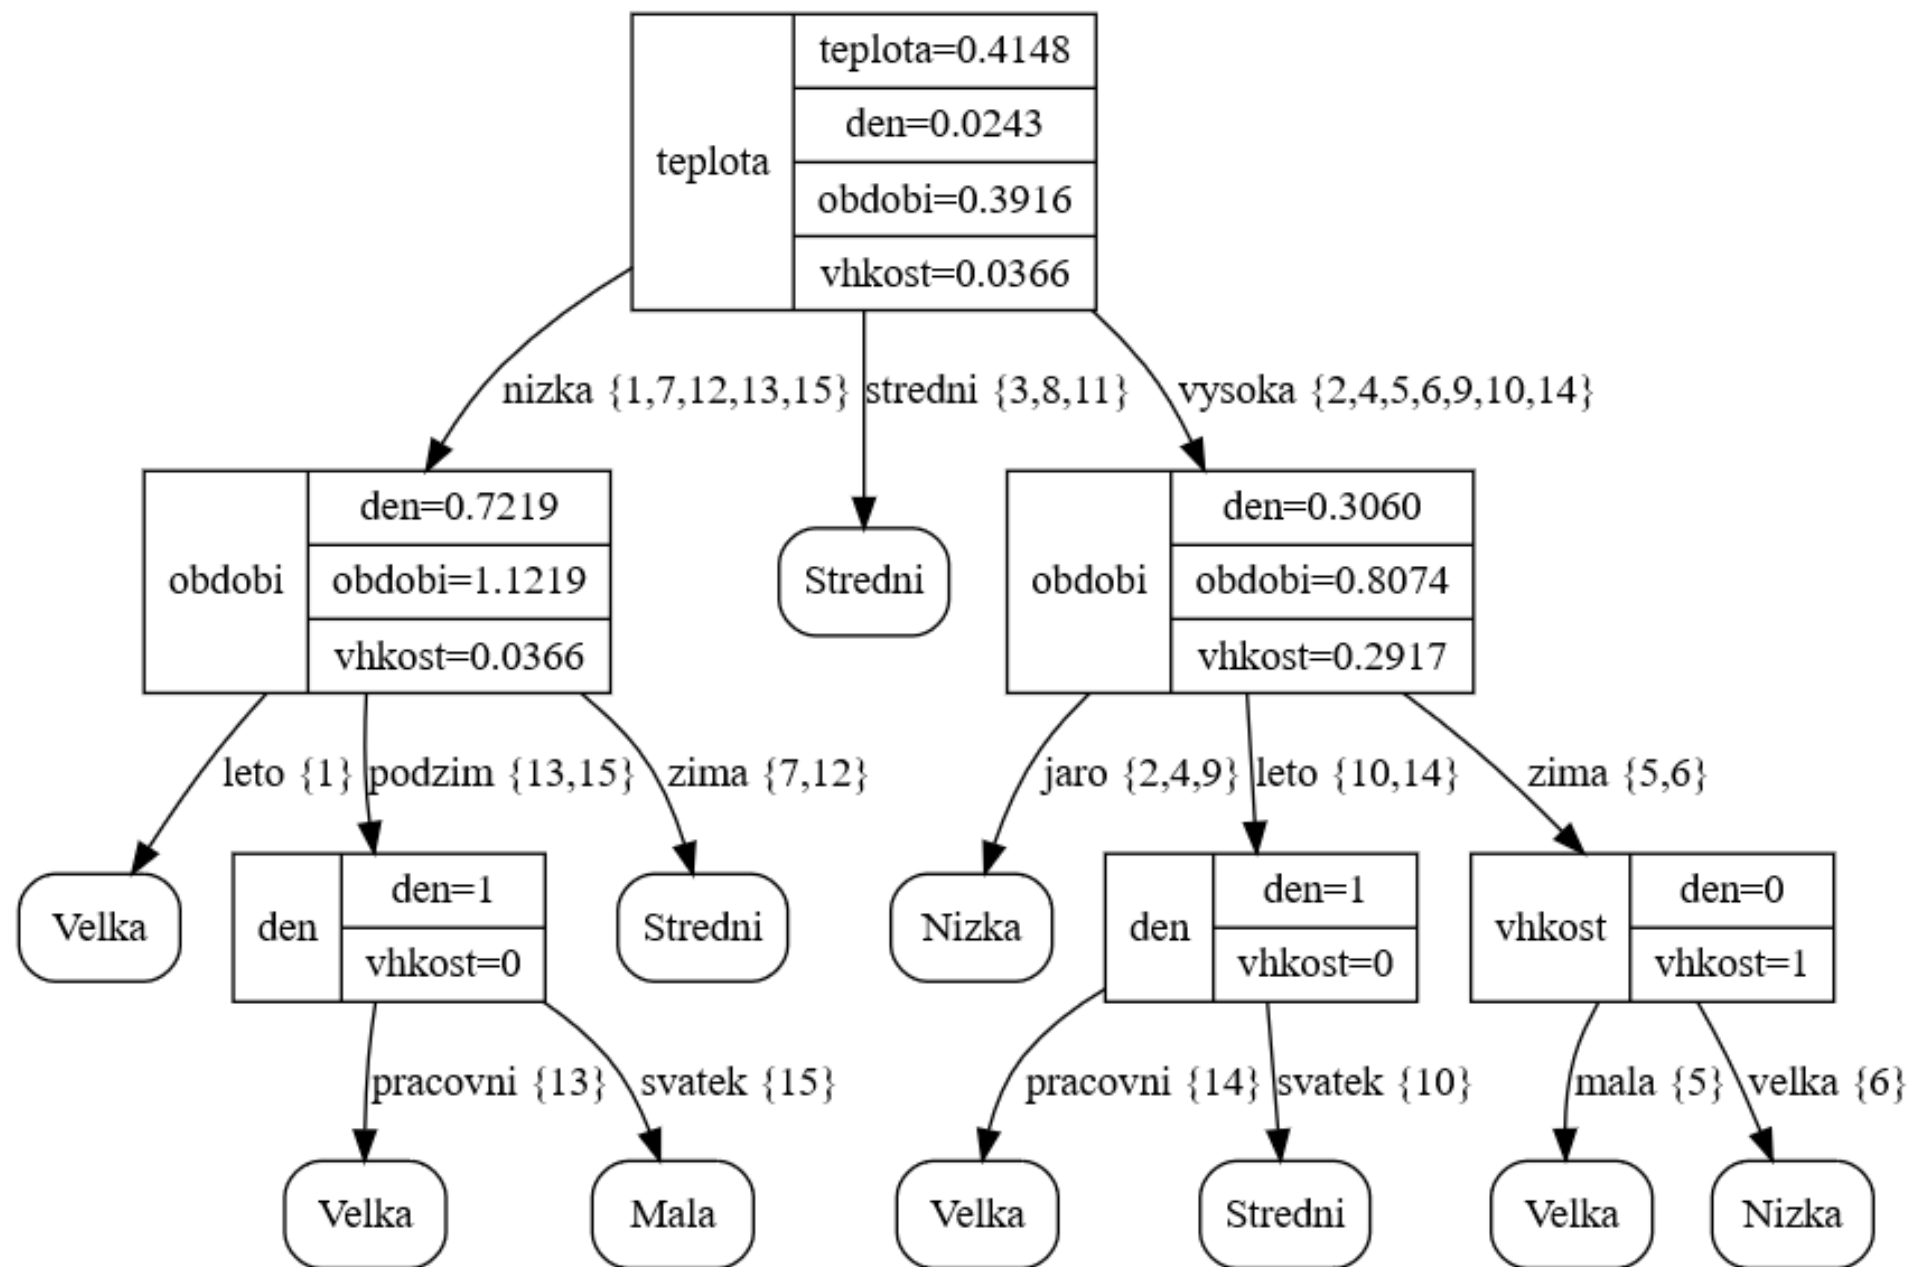 teplota
teplota=0.4148
den=0.0243
obdobi=0.3916
vhkost=0.0366
nizka {1,7,12,13,15}
stredni {3,8,11}
vysoka {2,4,5,6,9,10,14}
obdobi
den=0.7219
obdobi=1.1219
vhkost=0.0366
Stredni
obdobi
den=0.3060
obdobi=0.8074
vhkost=0.2917
leto {1}
podzim {13,15}
zima {7,12}
jaro {2,4,9}
leto {10,14}
zima {5,6}
Velka
den
den=1
vhkost=0
Stredni
Nizka
den
den=1
vhkost=0
vhkost
den=0
vhkost=1
pracovni {13}
svatek {15}
pracovni {14}
svatek {10}
mala {5}
velka {6}
Velka
Mala
Velka
Stredni
Velka
Nizka